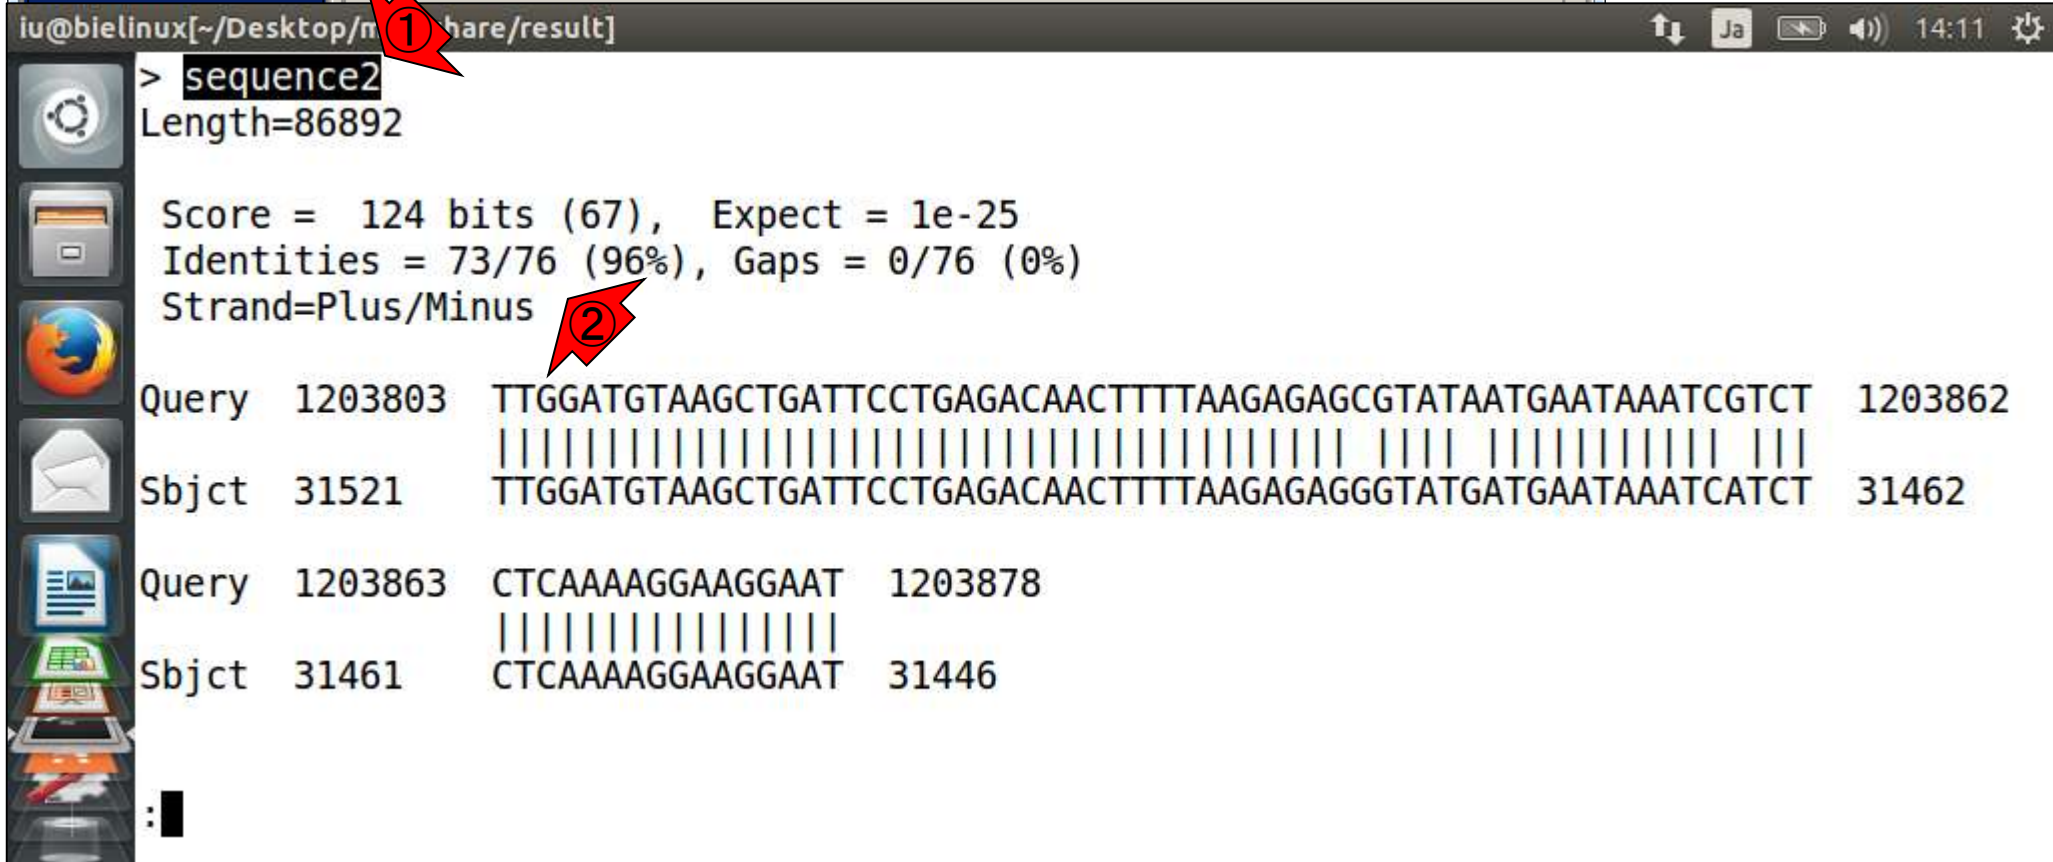 iu@bielinux[~/Desktop/m①hare/result] Ja 14:11
> sequence2
Length=86892
Score = 124 bits (67), Expect = 1e-25
Identities = 73/76 (96%), Gaps = 0/76 (0%)
Strand=Plus/Minus
②
Query 1203803 TTGGATGTAAGCTGATTCCTGAGACAACTTTTAAGAGAGCGTATAATGAATAAATCGTCT 1203862
|||||||||||||||||||||||||||||||||||||| |||| ||||||||||| |||
Sbjct 31521 TTGGATGTAAGCTGATTCCTGAGACAACTTTTAAGAGAGGGTATGATGAATAAATCATCT 31462
Query 1203863 CTCAAAAGGAAGGAAT 1203878
||||||||||||||||
Sbjct 31461 CTCAAAAGGAAGGAAT 31446
: